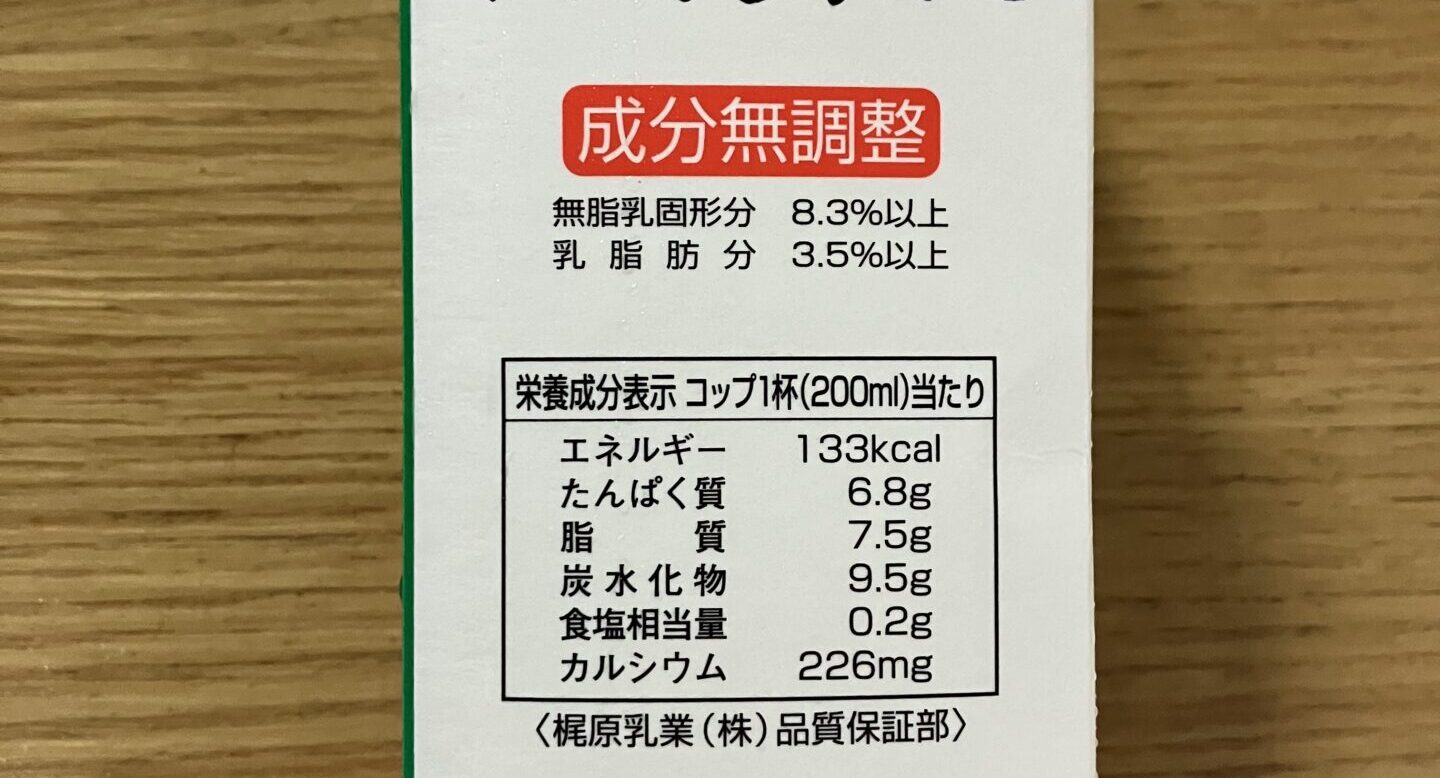 成分無調整
無脂乳固形分 8.3%以上
乳脂肪分 3.5%以上
栄養成分表示 コップ1杯(200ml)当たり
エネルギー 133kcal
たんぱく質 6.8g
脂質 7.5g
炭水化物 9.5g
食塩相当量 0.2g
カルシウム 226mg
〈梶原乳業(株)品質保証部〉